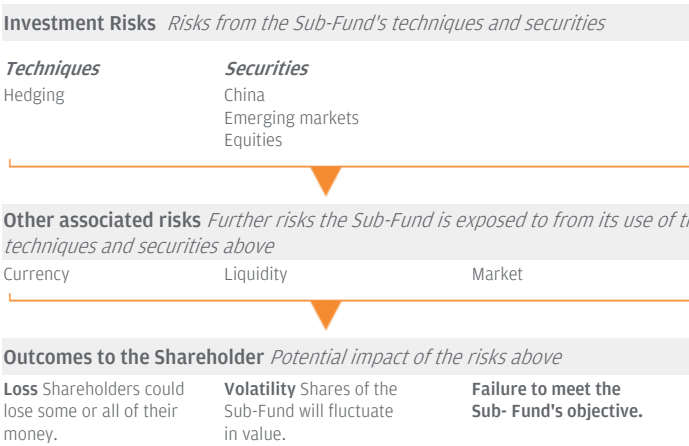 Investment Risks Risks from the Sub-Fund's techniques and securities
Techniques Securities
Hedging China
Emerging markets
Equities
Other associated risks Further risks the Sub-Fund is exposed to from its use of
techniques and securities above
Currency Liquidity Market
Outcomes to the Shareholder Potential impact of the risks above
Loss Shareholders could
lose some or all of their
money.
Volatility Shares of the
Sub-Fund will fluctuate
in value.
Failure to meet the
Sub- Fund's objective.